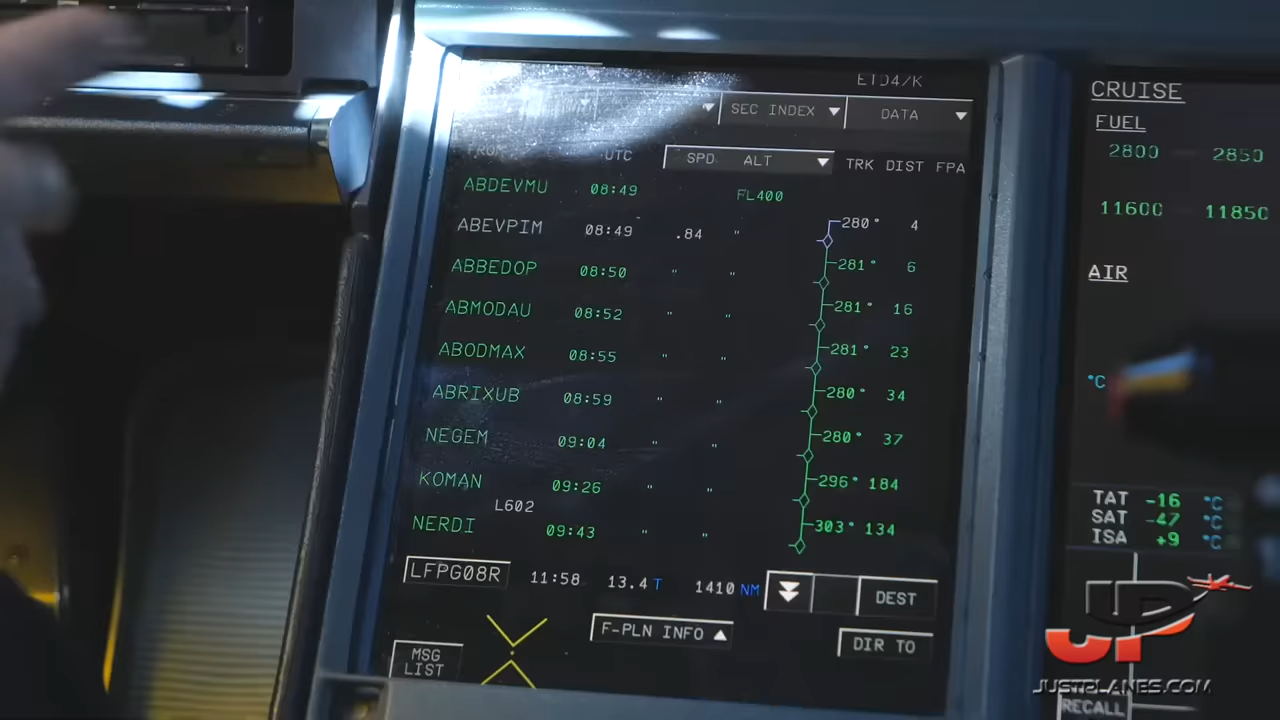 ETD4/K
SEC INDEX ▼ DATA ▼
FROM UTC SPD ALT ▼ TRK DIST FPA
ABDEVMU 08:49 FL400
ABEVPIM 08:49 .84 " 280° 4
ABBEDOP 08:50 " " 281° 6
ABMODAU 08:52 " " 281° 16
ABODMAX 08:55 " " 281° 23
ABRIXUB 08:59 " " 280° 34
NEGEM 09:04 " " 280° 37
KOMAN 09:26 " " 296° 184
L602
NERDI 09:43 " " 303° 134
LFPG08R 11:58 13.4 T 1410 NM DEST
F-PLN INFO ▲ DIR TO
MSG
LIST
CRUISE
FUEL
2800 2850
11600 11850
AIR
°C
TAT -16 °C
SAT -47 °C
ISA +9 °C
JP
JUSTPLANES.COM
RECALL